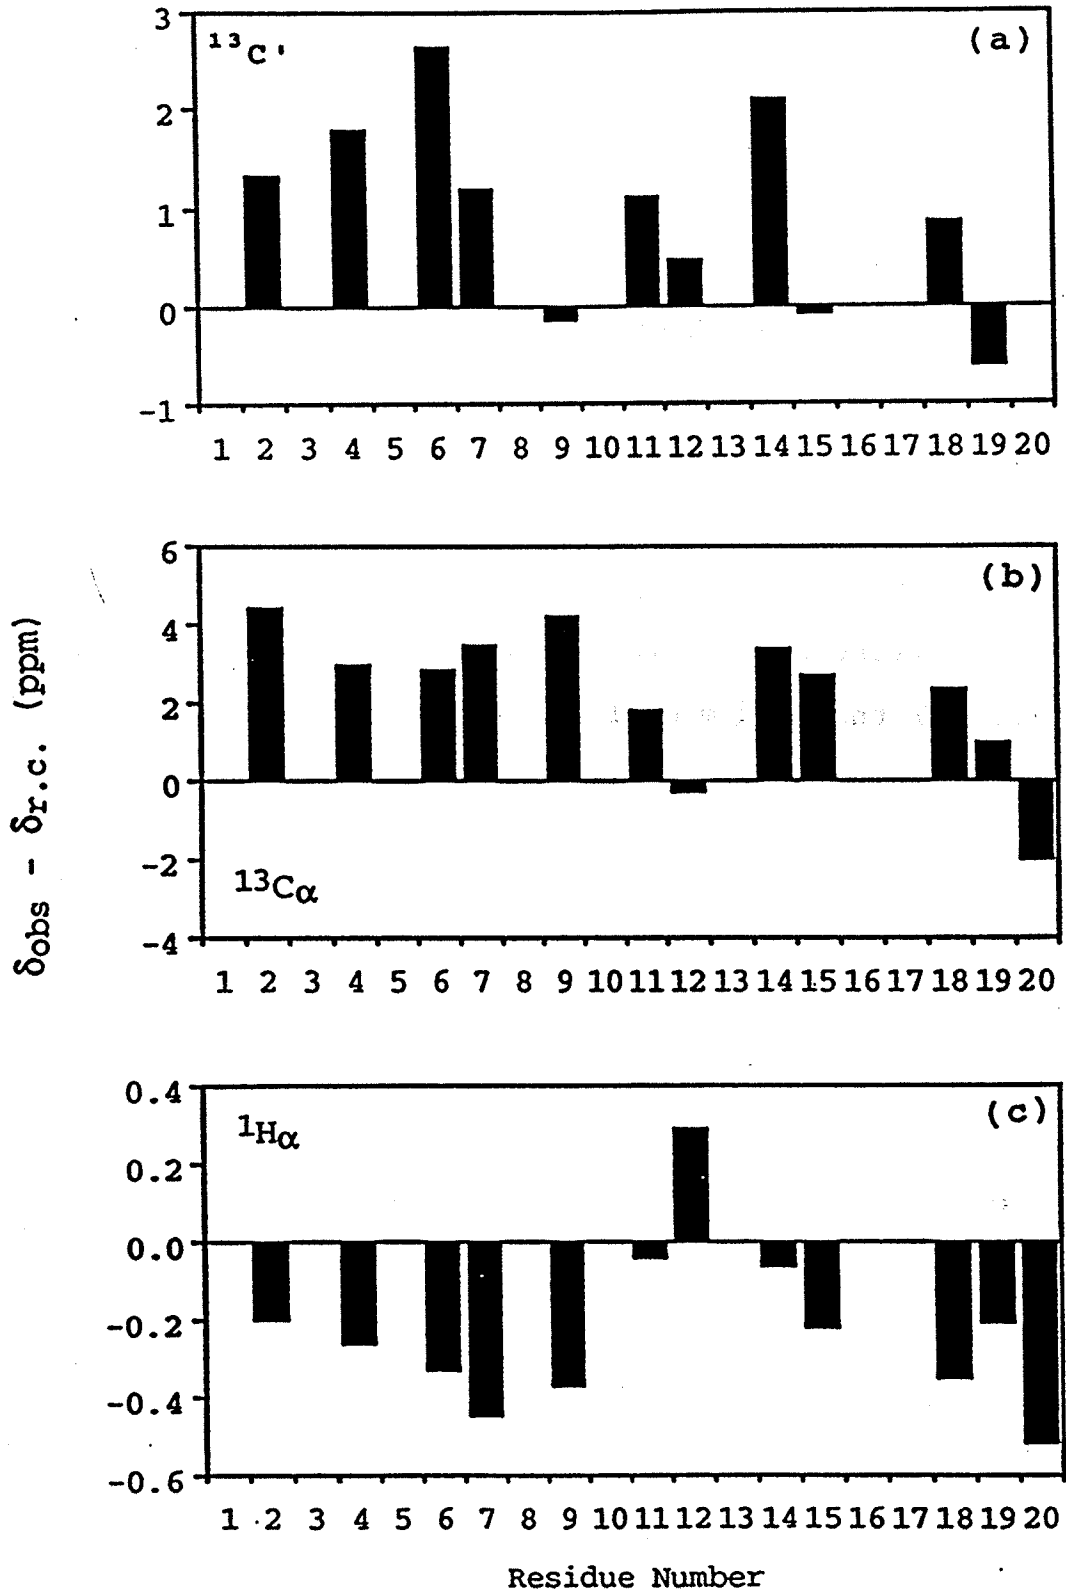 3
13C'
(a)
2
1
0
-1
1 2 3 4 5 6 7 8 9 10 11 12 13 14 15 16 17 18 19 20
6
(b)
4
2
0
-2
13Cα
-4
1 2 3 4 5 6 7 8 9 10 11 12 13 14 15 16 17 18 19 20
δobs - δr.c. (ppm)
0.4
1Hα
(c)
0.2
0.0
-0.2
-0.4
-0.6
1 2 3 4 5 6 7 8 9 10 11 12 13 14 15 16 17 18 19 20
Residue Number